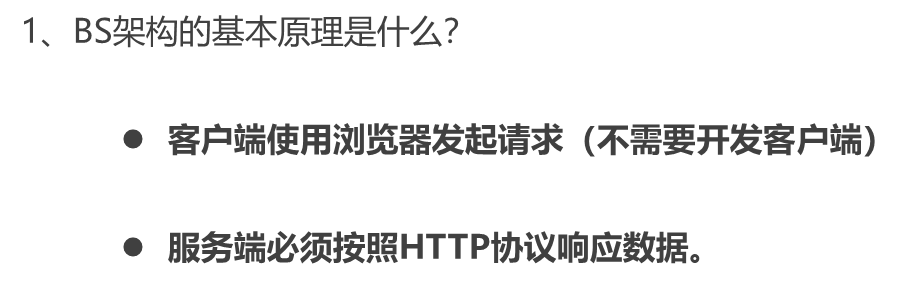 1、BS架构的基本原理是什么？
● 客户端使用浏览器发起请求（不需要开发客户端）
● 服务端必须按照HTTP协议响应数据。